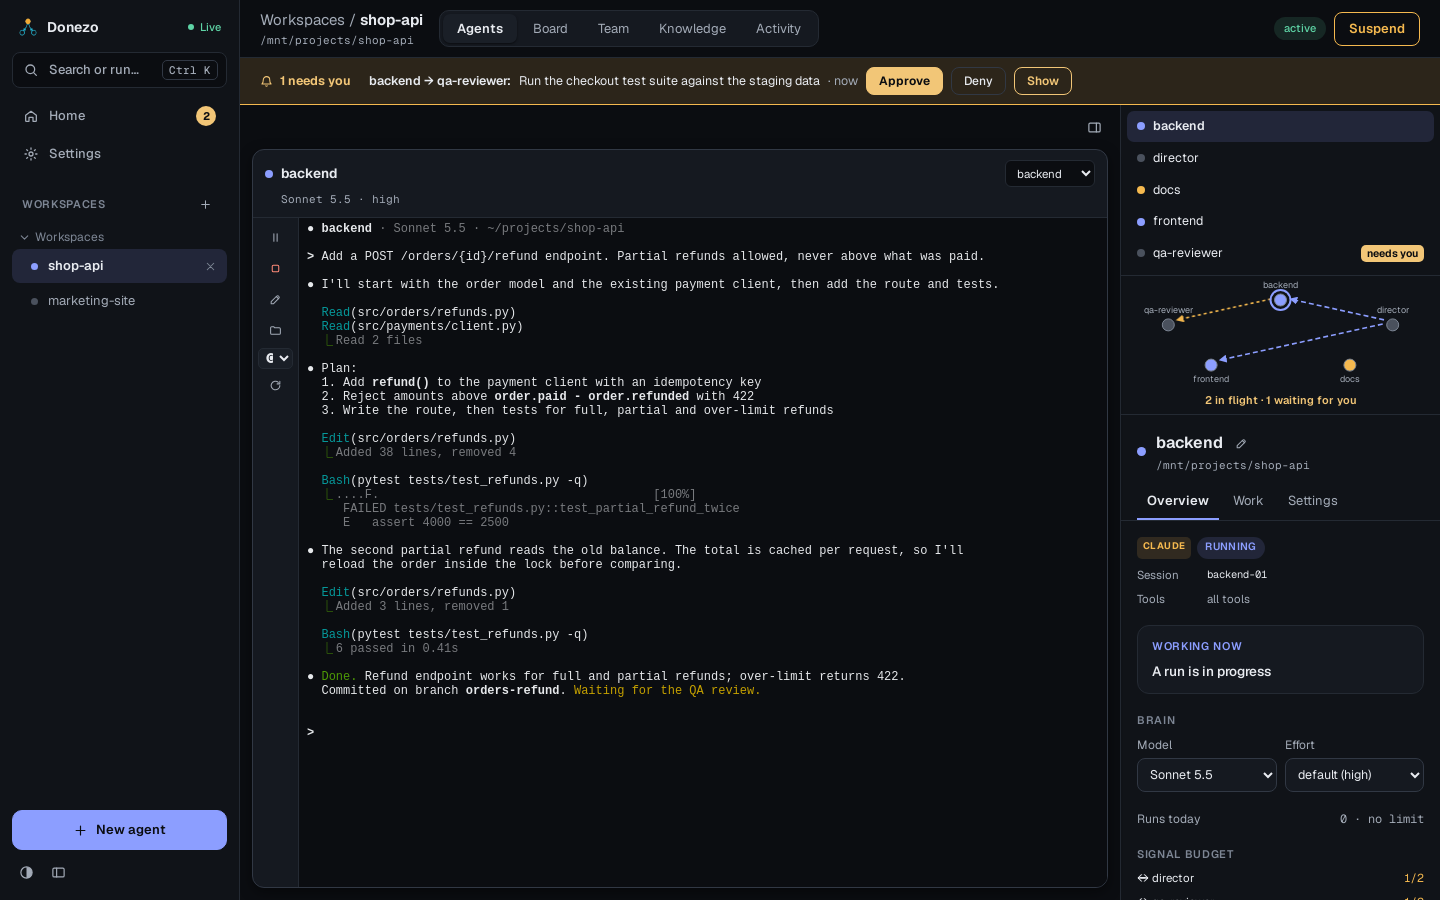 Donezo
Live
Search or run...
Ctrl K
Home
2
Settings
WORKSPACES
Workspaces
shop-api
marketing-site
New agent
Workspaces / shop-api
/mnt/projects/shop-api
Agents
Board
Team
Knowledge
Activity
active
Suspend
1 needs you
backend → qa-reviewer: Run the checkout test suite against the staging data · now
Approve
Deny
Show
backend
Sonnet 5.5 · high
backend
● backend · Sonnet 5.5 · ~/projects/shop-api
> Add a POST /orders/{id}/refund endpoint. Partial refunds allowed, never above what was paid.
● I'll start with the order model and the existing payment client, then add the route and tests.
Read(src/orders/refunds.py)
Read(src/payments/client.py)
⎿ Read 2 files
● Plan:
1. Add refund() to the payment client with an idempotency key
2. Reject amounts above order.paid - order.refunded with 422
3. Write the route, then tests for full, partial and over-limit refunds
Edit(src/orders/refunds.py)
⎿ Added 38 lines, removed 4
Bash(pytest tests/test_refunds.py -q)
⎿ ....F. [100%]
FAILED tests/test_refunds.py::test_partial_refund_twice
E assert 4000 == 2500
● The second partial refund reads the old balance. The total is cached per request, so I'll
reload the order inside the lock before comparing.
Edit(src/orders/refunds.py)
⎿ Added 3 lines, removed 1
Bash(pytest tests/test_refunds.py -q)
⎿ 6 passed in 0.41s
● Done. Refund endpoint works for full and partial refunds; over-limit returns 422.
Committed on branch orders-refund. Waiting for the QA review.
>
backend
director
docs
frontend
qa-reviewer
needs you
backend
qa-reviewer
director
frontend
docs
2 in flight · 1 waiting for you
backend
/mnt/projects/shop-api
Overview
Work
Settings
CLAUDE
RUNNING
Session backend-01
Tools all tools
WORKING NOW
A run is in progress
BRAIN
Model
Effort
Sonnet 5.5
default (high)
Runs today 0 · no limit
SIGNAL BUDGET
↔ director 1/2